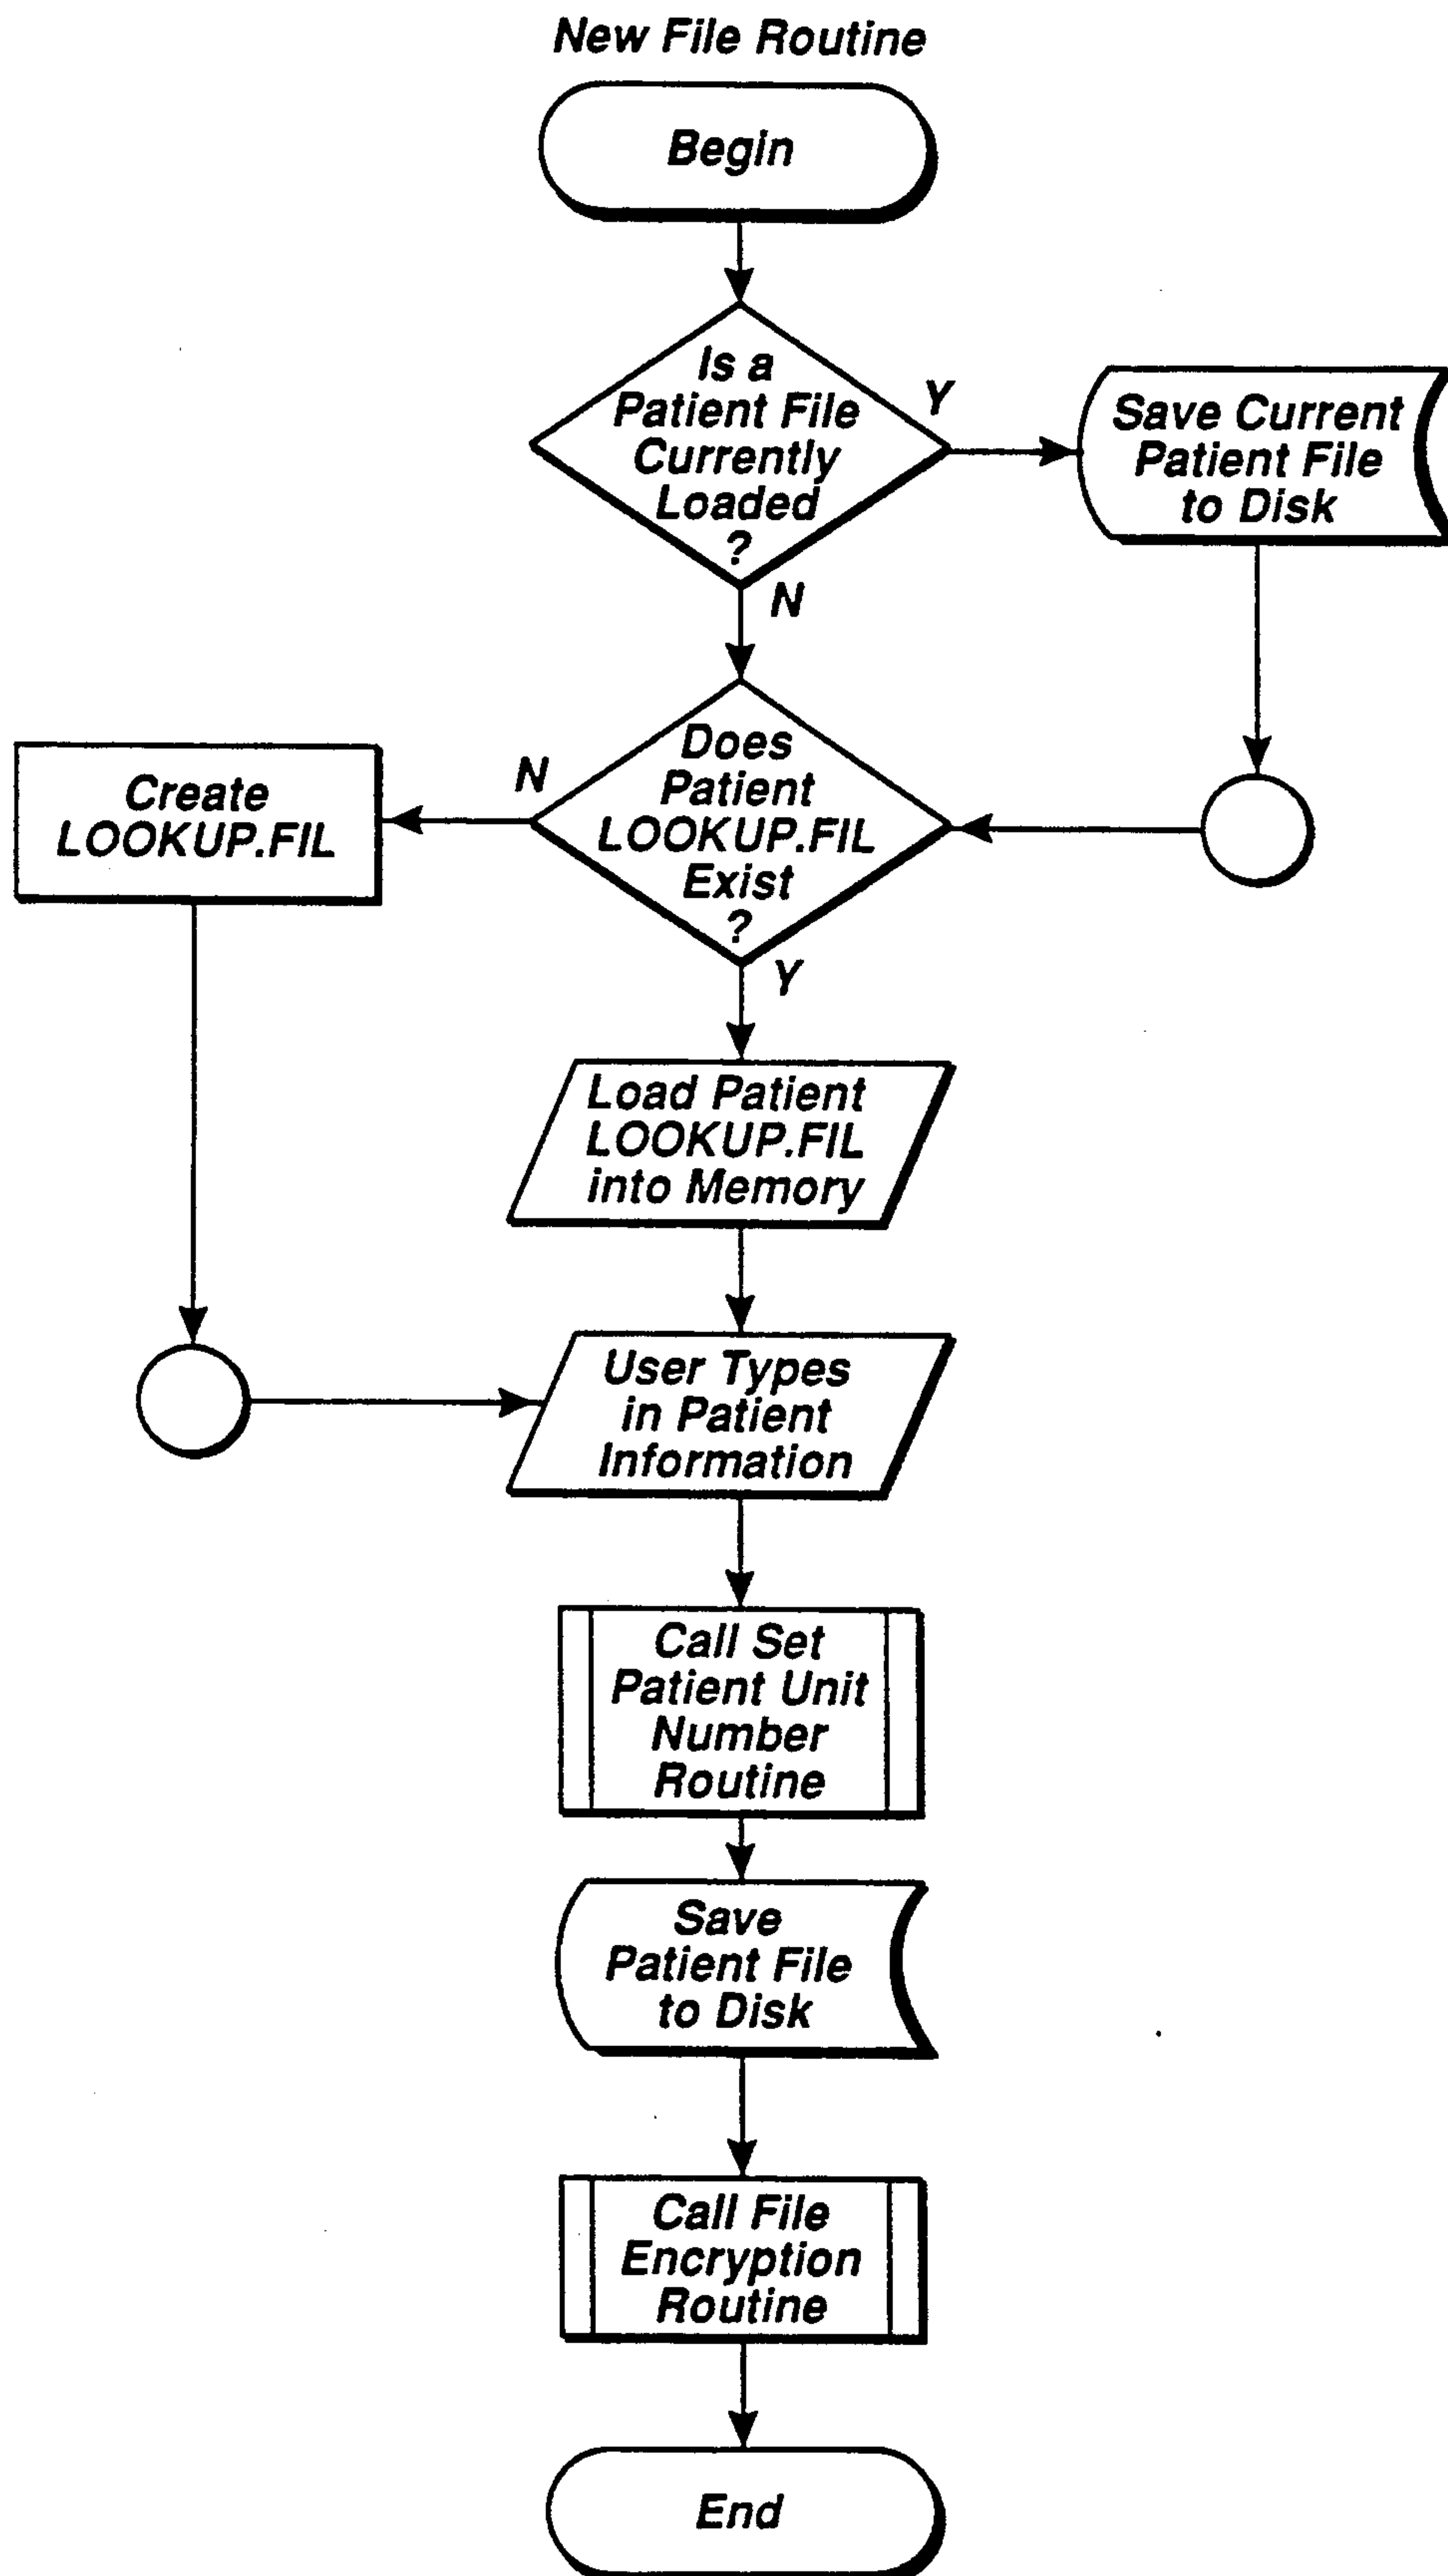 New File Routine
Begin
Is a
Patient File
Currently
Loaded
?
Y
Save Current
Patient File
to Disk
N
Does
Patient
LOOKUP.FIL
Exist
?
N
Create
LOOKUP.FIL
Y
Load Patient
LOOKUP.FIL
into Memory
User Types
in Patient
Information
Call Set
Patient Unit
Number
Routine
Save
Patient File
to Disk
Call File
Encryption
Routine
End